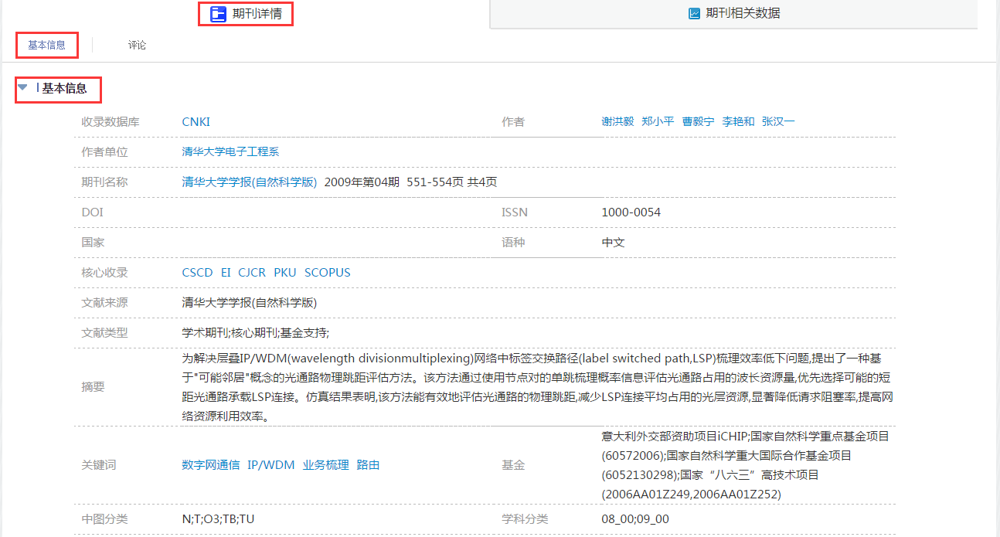 期刊详情 期刊相关数据
基本信息 评论
基本信息
收录数据库 CNKI 作者 谢洪毅 郑小平 曹毅宁 李艳和 张汉一
作者单位 清华大学电子工程系
期刊名称 清华大学学报(自然科学版) 2009年第04期 551-554页 共4页
DOI ISSN 1000-0054
国家 语种 中文
核心收录 CSCD EI CJCR PKU SCOPUS
文献来源 清华大学学报(自然科学版)
文献类型 学术期刊;核心期刊;基金支持;
摘要 为解决层叠IP/WDM(wavelength divisionmultiplexing)网络中标签交换路径(label switched path,LSP)梳理效率低下问题,提出了一种基
于"可能邻居"概念的光通路物理跳距评估方法。该方法通过使用节点对的单跳梳理概率信息评估光通路占用的波长资源量,优先选择可能的短
距光通路承载LSP连接。仿真结果表明,该方法能有效地评估光通路的物理跳距,减少LSP连接平均占用的光层资源,显著降低请求阻塞率,提高网
络资源利用效率。
关键词 数字网通信 IP/WDM 业务梳理 路由 基金 意大利外交部资助项目iCHIP;国家自然科学重点基金项目
(60572006);国家自然科学重大国际合作基金项目
(6052130298);国家“八六三”高技术项目
(2006AA01Z249,2006AA01Z252)
中图分类 N;T;O3;TB;TU 学科分类 08_00;09_00